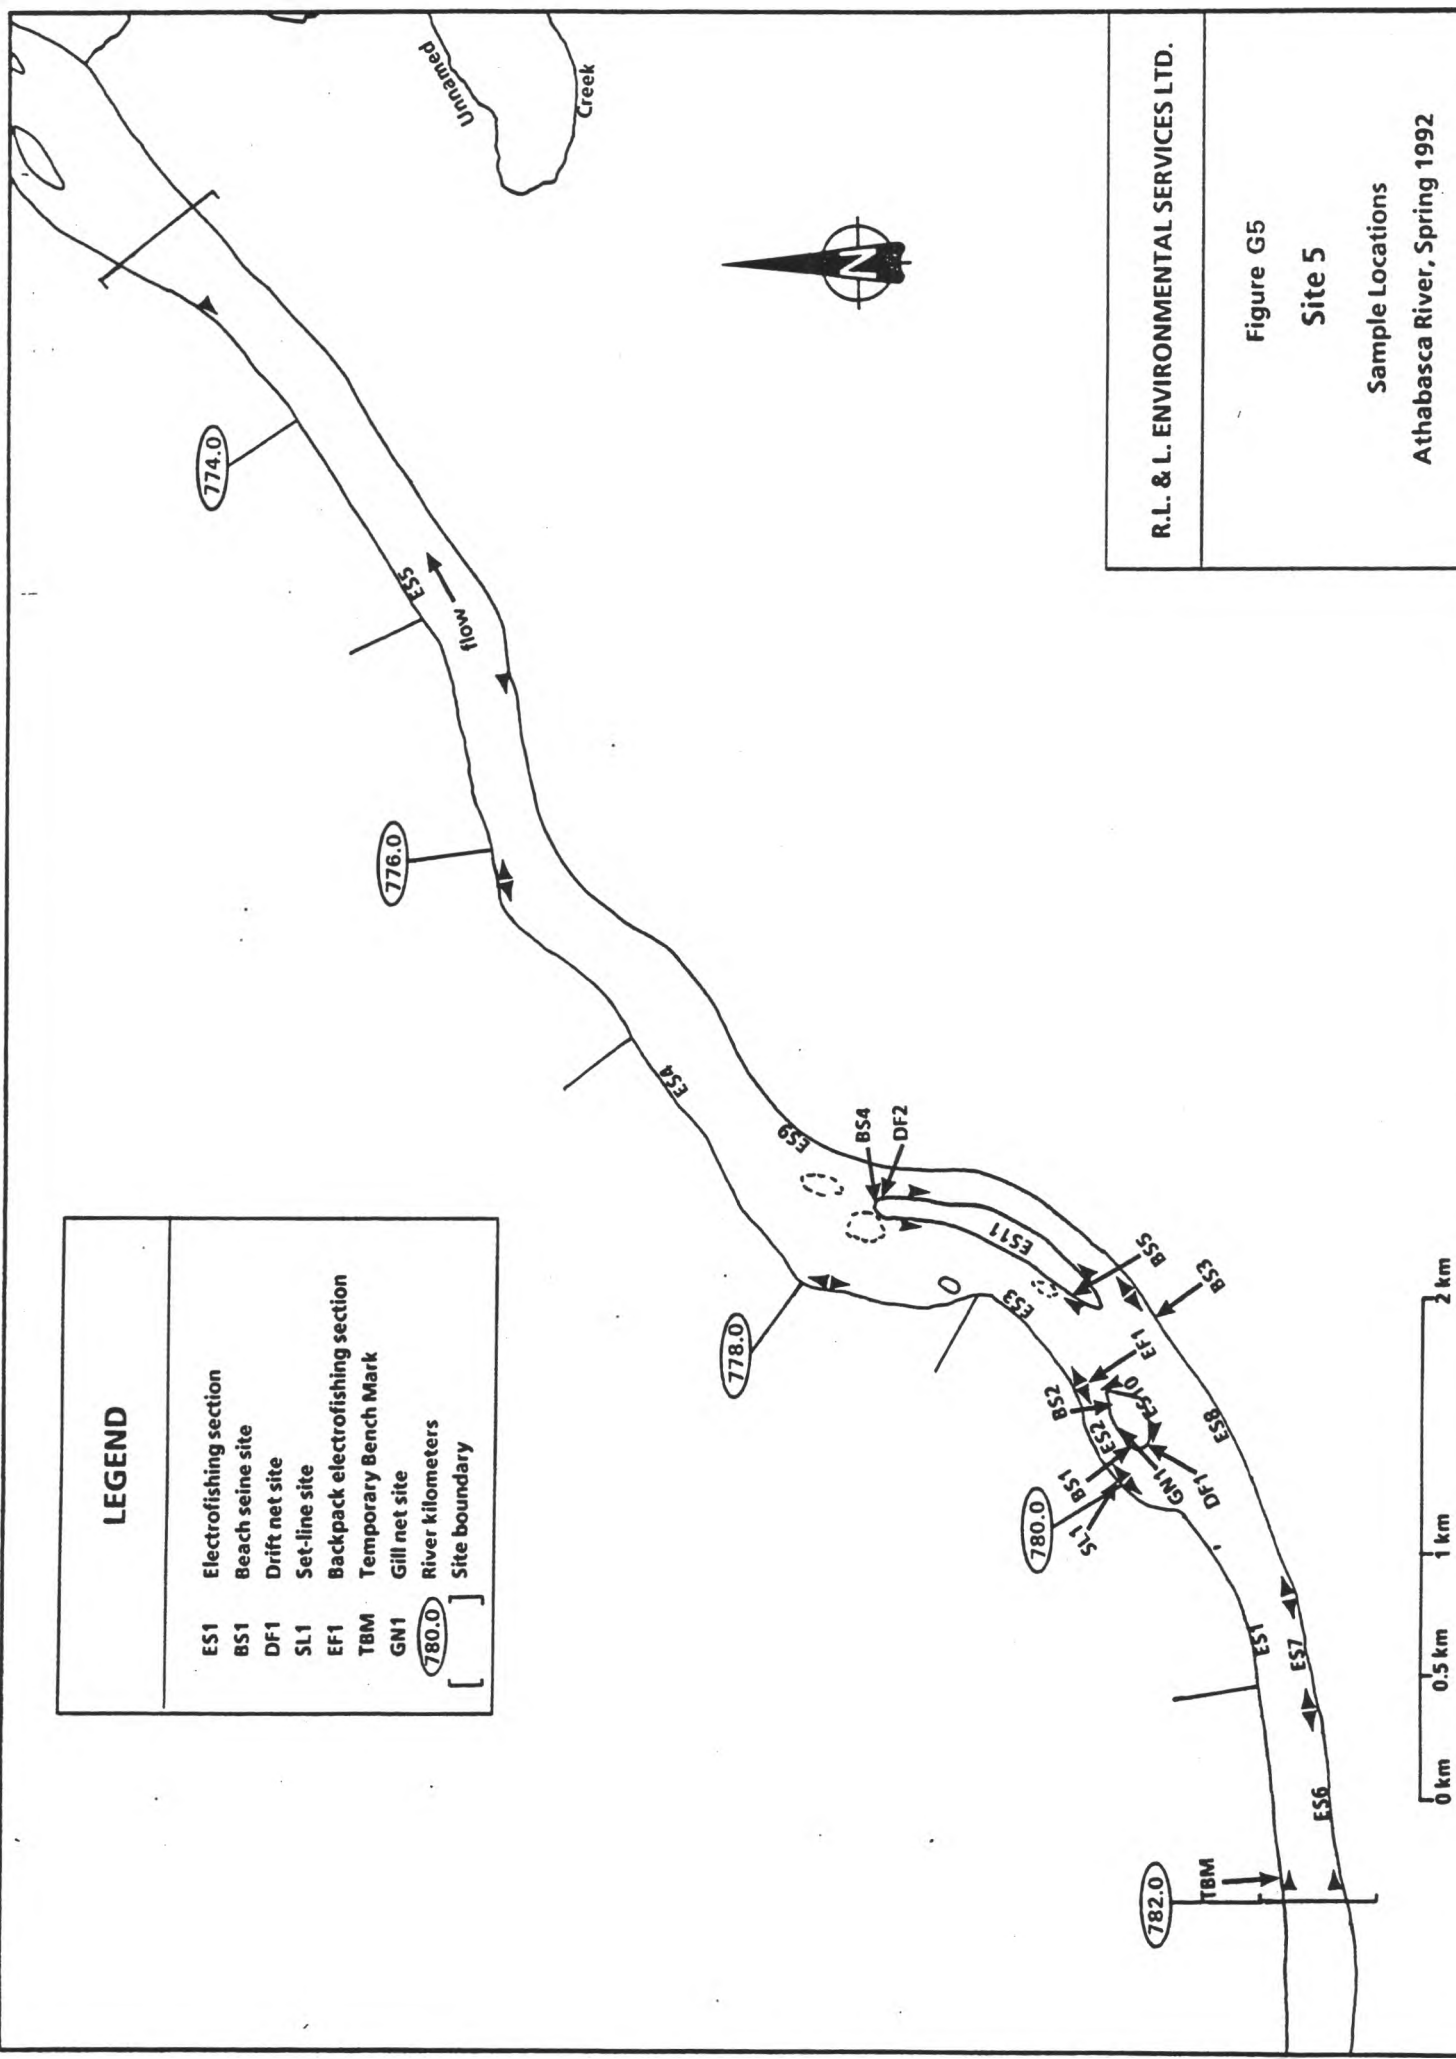 LEGEND
ES1 Electrofishing section
BS1 Beach seine site
DF1 Drift net site
SL1 Set-line site
EF1 Backpack electrofishing section
TBM Temporary Bench Mark
GN1 Gill net site
780.0 River kilometers
[ ] Site boundary
Unnamed
Creek
774.0
ES5
flow
776.0
ES4
ES9
BS4
DF2
778.0
ES11
ES3
BS5
BS3
EF1
BS2
ES10
ES2
BS1
GN1
DF1
ES8
780.0
SL1
ES1
ES7
ES6
782.0
TBM
N
0 km
0.5 km
1 km
2 km
R.L. & L. ENVIRONMENTAL SERVICES LTD.
Figure G5
Site 5
Sample Locations
Athabasca River, Spring 1992